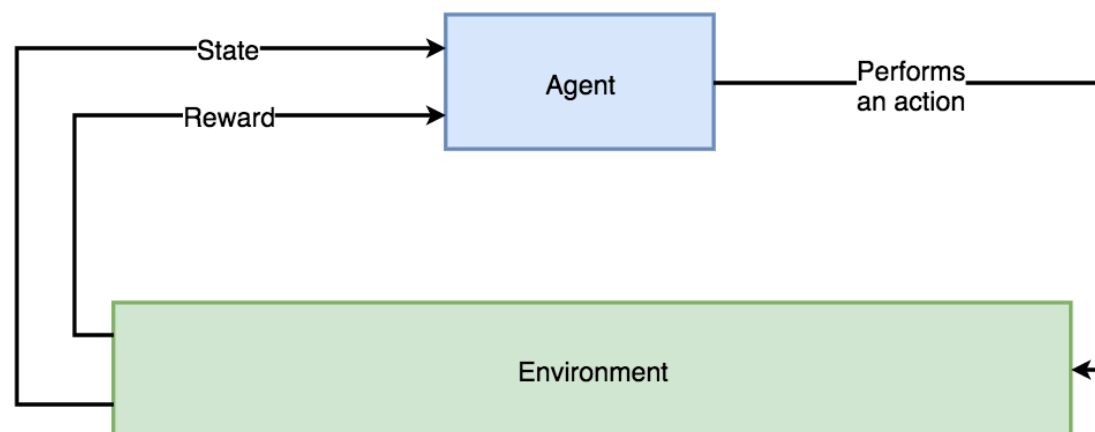 State
Agent
Performs
an action
Reward
Environment